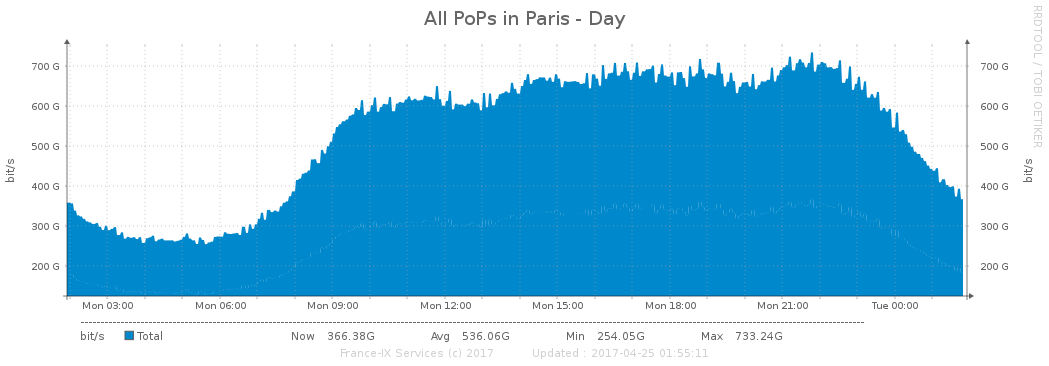 All PoPs in Paris - Day
RRDTOOL / TOBI OETIKER
700 G 700 G
600 G 600 G
500 G 500 G
400 G 400 G
300 G 300 G
200 G 200 G
bit/s
bit/s
Mon 03:00 Mon 06:00 Mon 09:00 Mon 12:00 Mon 15:00 Mon 18:00 Mon 21:00 Tue 00:00
bit/s Total Now 366.38G Avg 536.06G Min 254.05G Max 733.24G
France-IX Services (c) 2017 Updated : 2017-04-25 01:55:11